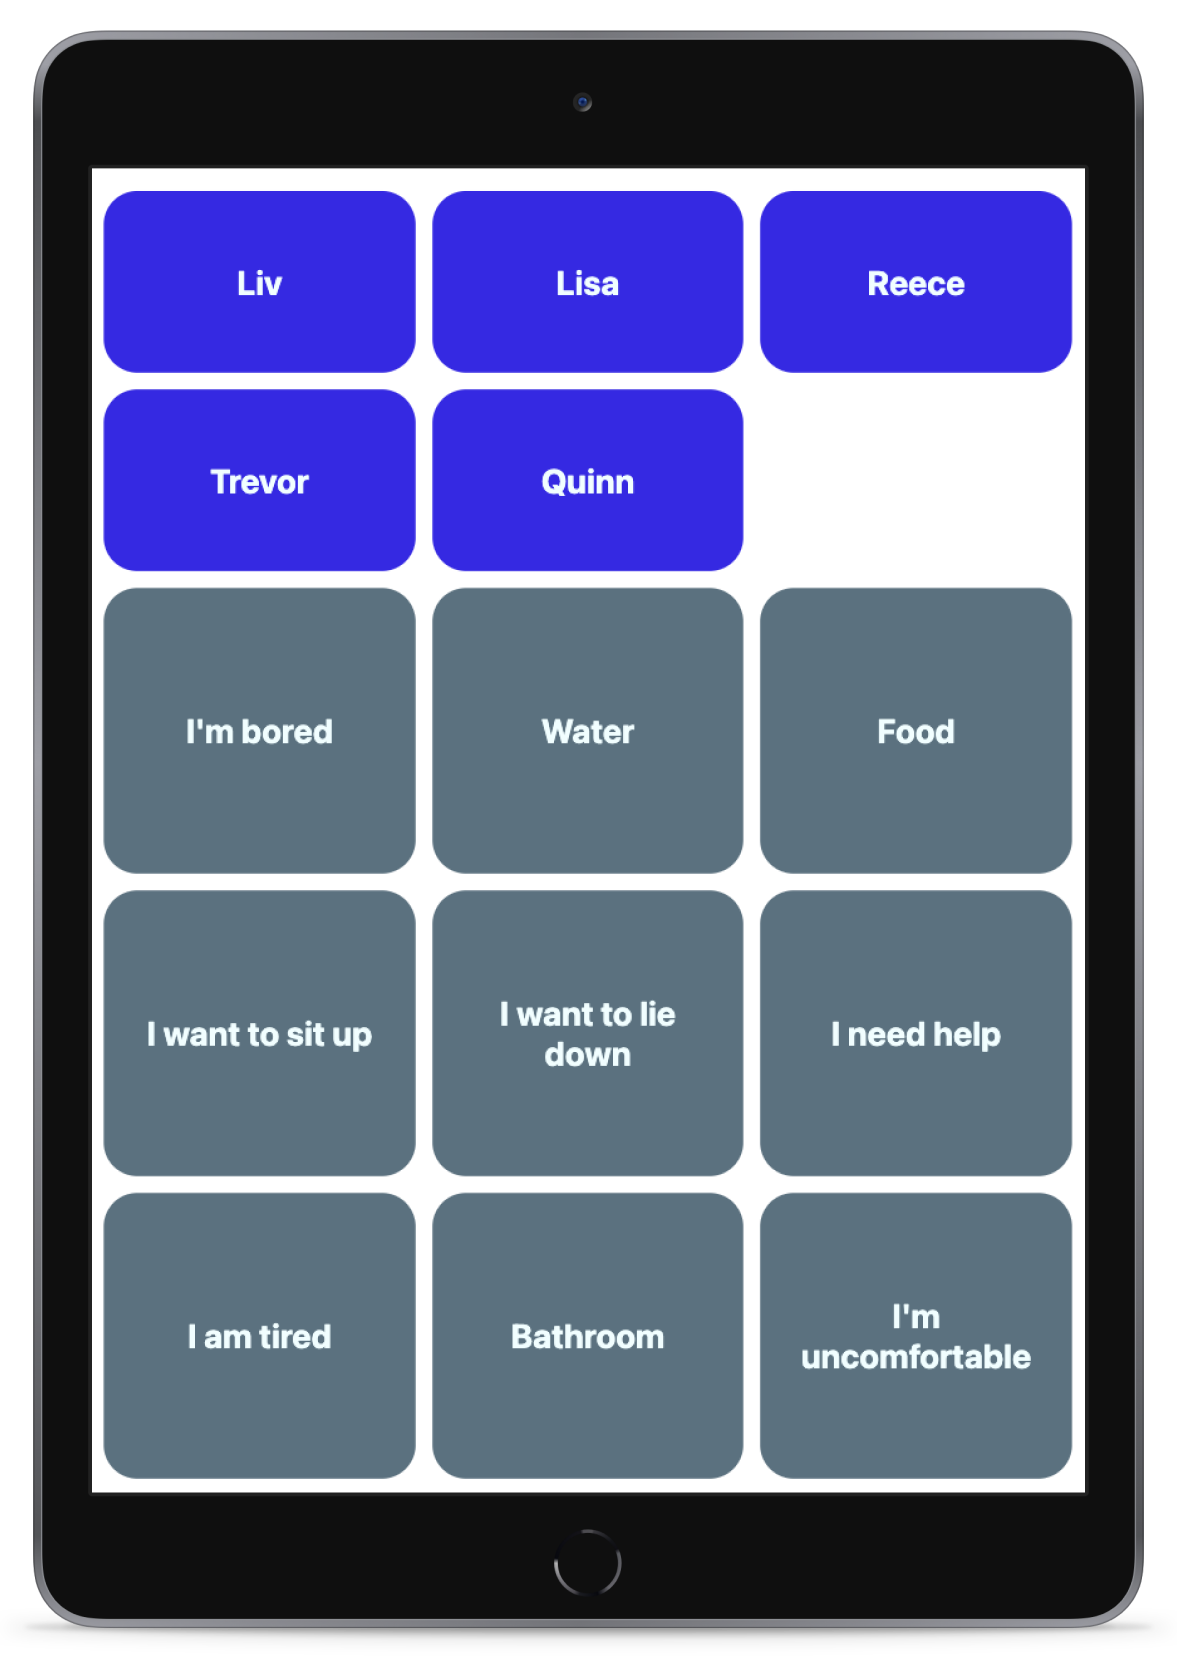 Liv
Lisa
Reece
Trevor
Quinn
I'm bored
Water
Food
I want to sit up
I want to lie
down
I need help
I am tired
Bathroom
I'm
uncomfortable